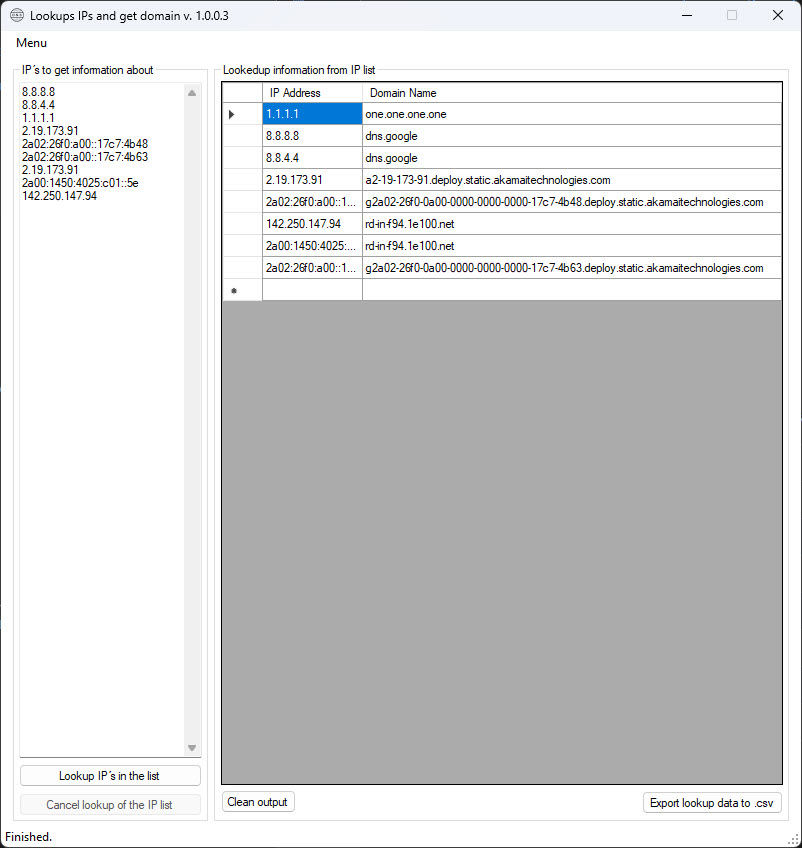 Lookups IPs and get domain v. 1.0.0.3
Menu
IP´s to get information about
8.8.8.8
8.8.4.4
1.1.1.1
2.19.173.91
2a02:26f0:a00::17c7:4b48
2a02:26f0:a00::17c7:4b63
2.19.173.91
2a00:1450:4025:c01::5e
142.250.147.94
Lookup IP´s in the list
Cancel lookup of the IP list
Lookedup information from IP list
IP Address Domain Name
1.1.1.1 one.one.one.one
8.8.8.8 dns.google
8.8.4.4 dns.google
2.19.173.91 a2-19-173-91.deploy.static.akamaitechnologies.com
2a02:26f0:a00::1... g2a02-26f0-0a00-0000-0000-0000-17c7-4b48.deploy.static.akamaitechnologies.com
142.250.147.94 rd-in-f94.1e100.net
2a00:1450:4025:... rd-in-f94.1e100.net
2a02:26f0:a00::1... g2a02-26f0-0a00-0000-0000-0000-17c7-4b63.deploy.static.akamaitechnologies.com
Clean output
Export lookup data to .csv
Finished.